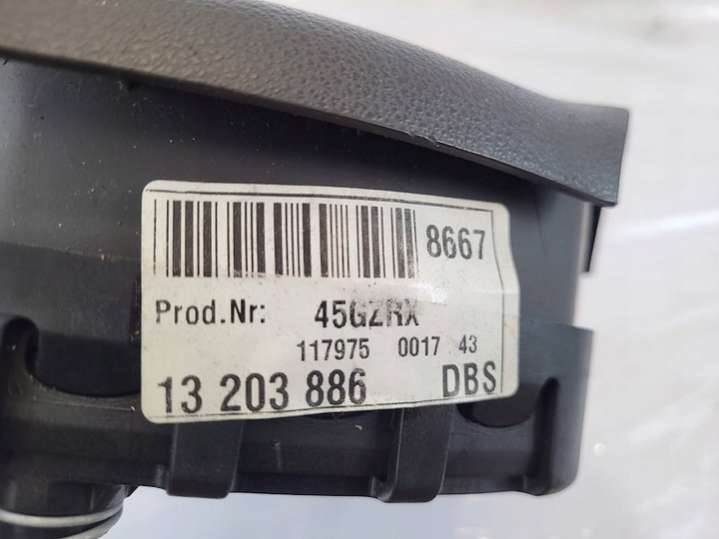 8667
Prod.Nr: 45GZRX
117975 0017 43
13 203 886 DBS